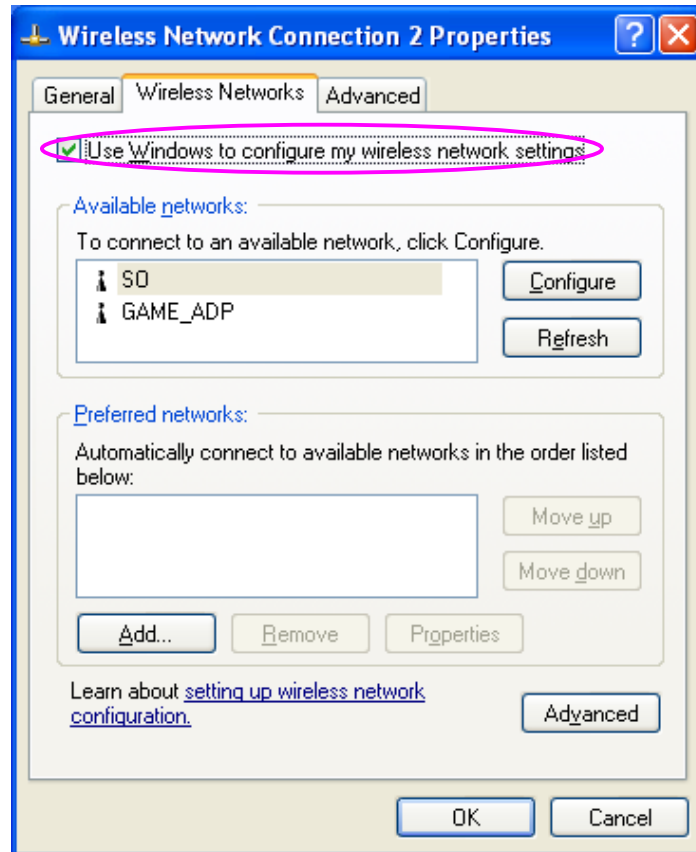 Wireless Network Connection 2 Properties
General Wireless Networks Advanced
Use Windows to configure my wireless network settings
Available networks:
To connect to an available network, click Configure.
SO
Configure
GAME_ADP
Refresh
Preferred networks:
Automatically connect to available networks in the order listed
below:
Move up
Move down
Add... Remove Properties
Learn about setting up wireless network
configuration.
Advanced
OK Cancel